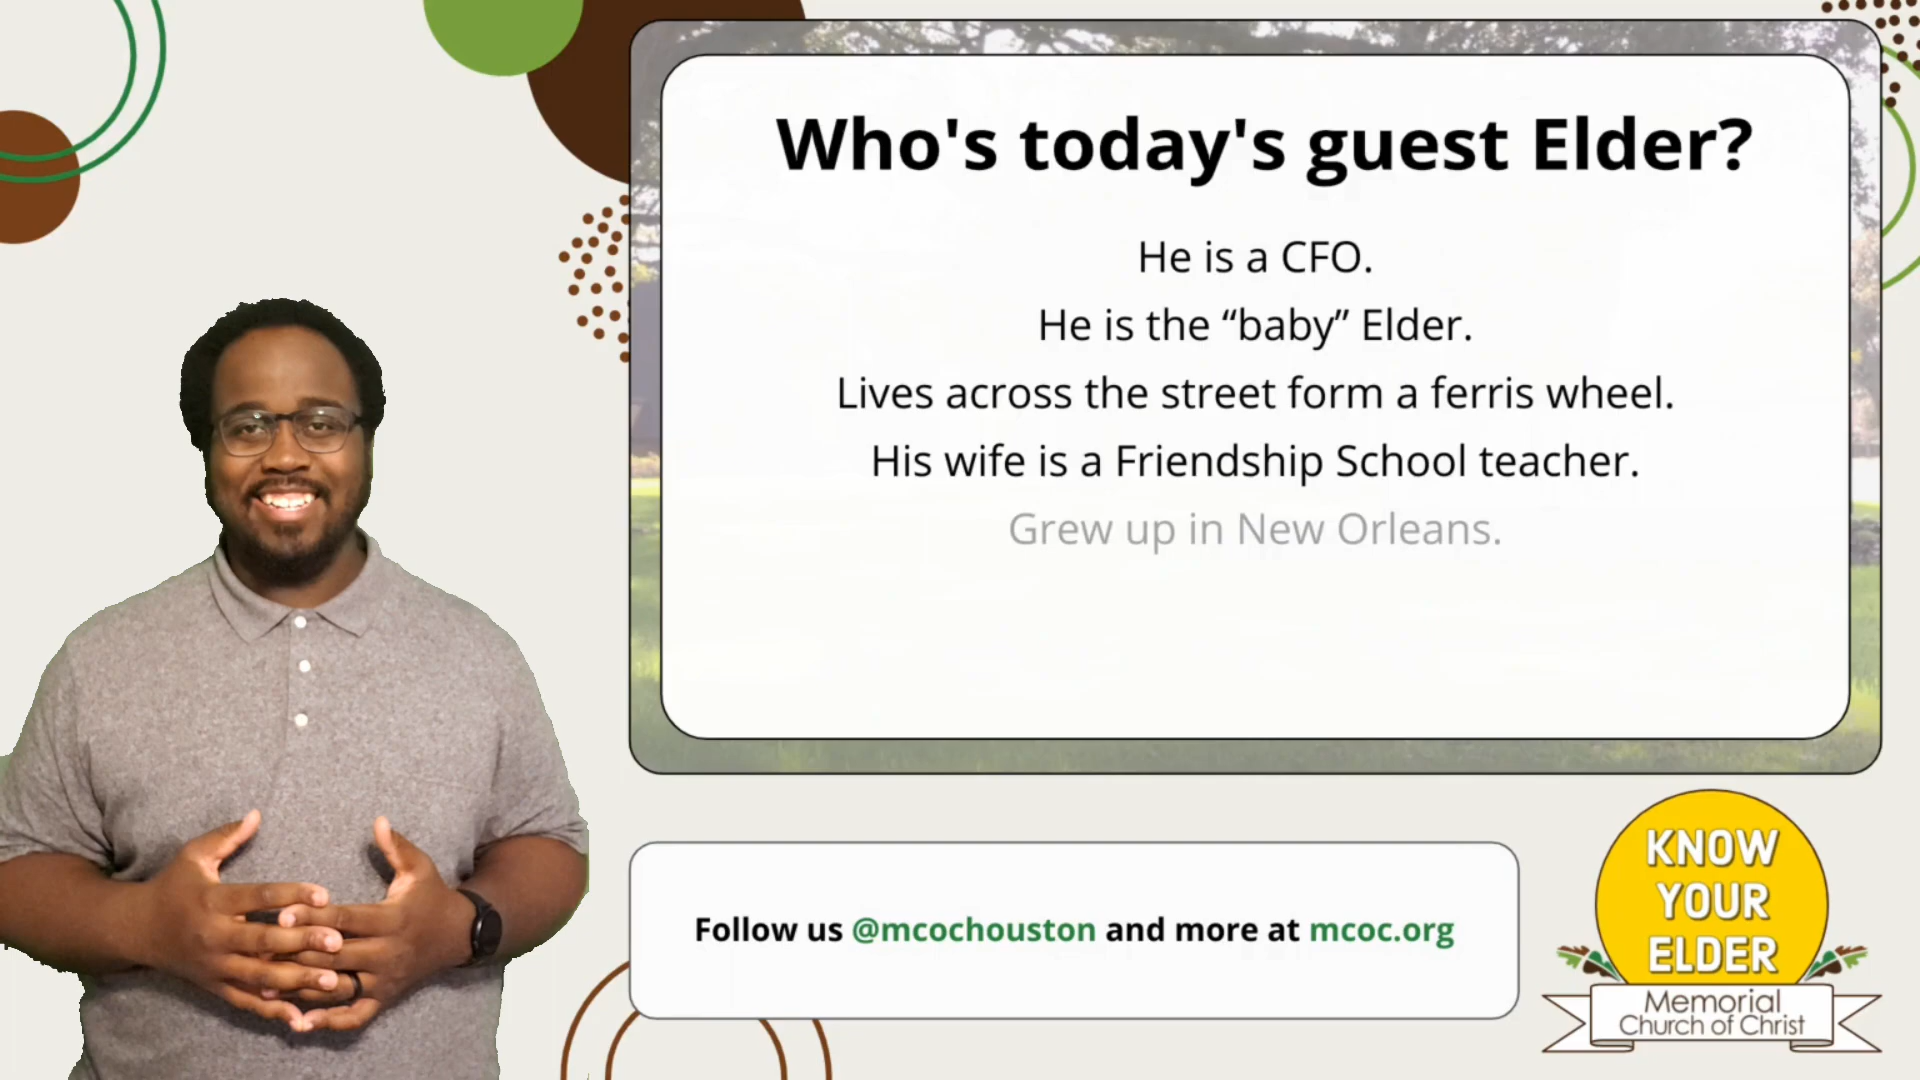 Who's today's guest Elder?
He is a CFO.
He is the “baby” Elder.
Lives across the street form a ferris wheel.
His wife is a Friendship School teacher.
Grew up in New Orleans.
Follow us @mcochouston and more at mcoc.org
KNOW
YOUR
ELDER
Memorial
Church of Christ